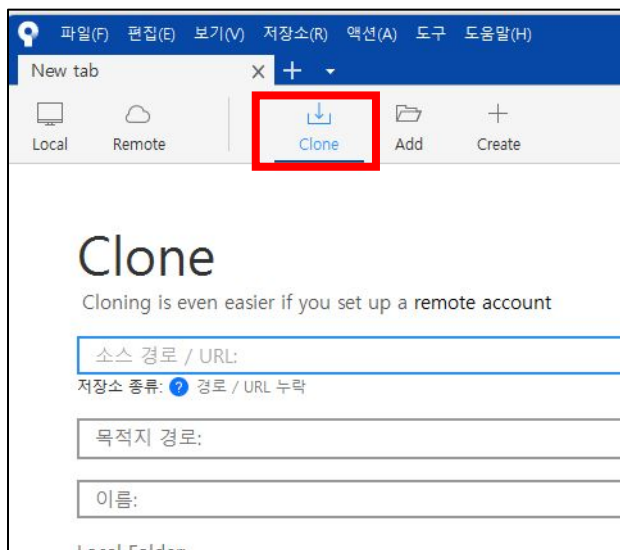 파일(F) 편집(E) 보기(V) 저장소(R) 액션(A) 도구 도움말(H)
New tab
Local Remote Clone Add Create
Clone
Cloning is even easier if you set up a remote account
소스 경로 / URL:
저장소 종류: ? 경로 / URL 누락
목적지 경로:
이름:
Local Folder